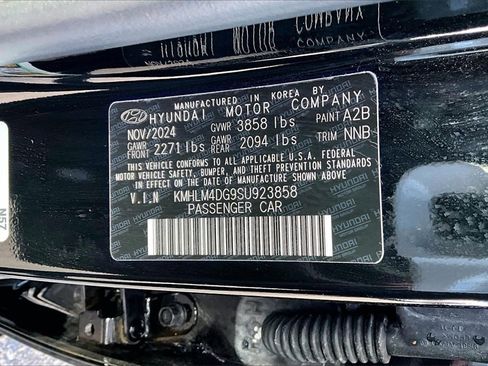 MANUFACTURED IN KOREA BY
HYUNDAI MOTOR COMPANY
NOV/2024 GVWR 3858 lbs PAINT A2B
GAWR FRONT 2271 lbs GAWR REAR 2094 lbs TRIM NNB
THIS VEHICLE CONFORMS TO ALL APPLICABLE U.S.A. FEDERAL
MOTOR VEHICLE SAFETY, BUMPER, AND THEFT
PREVENTION STANDARDS IN EFFECT ON THE DATE OF
MANUFACTURE SHOWN ABOVE.
V.I.N KMHLM4DG9SU923858
PASSENGER CAR
N57